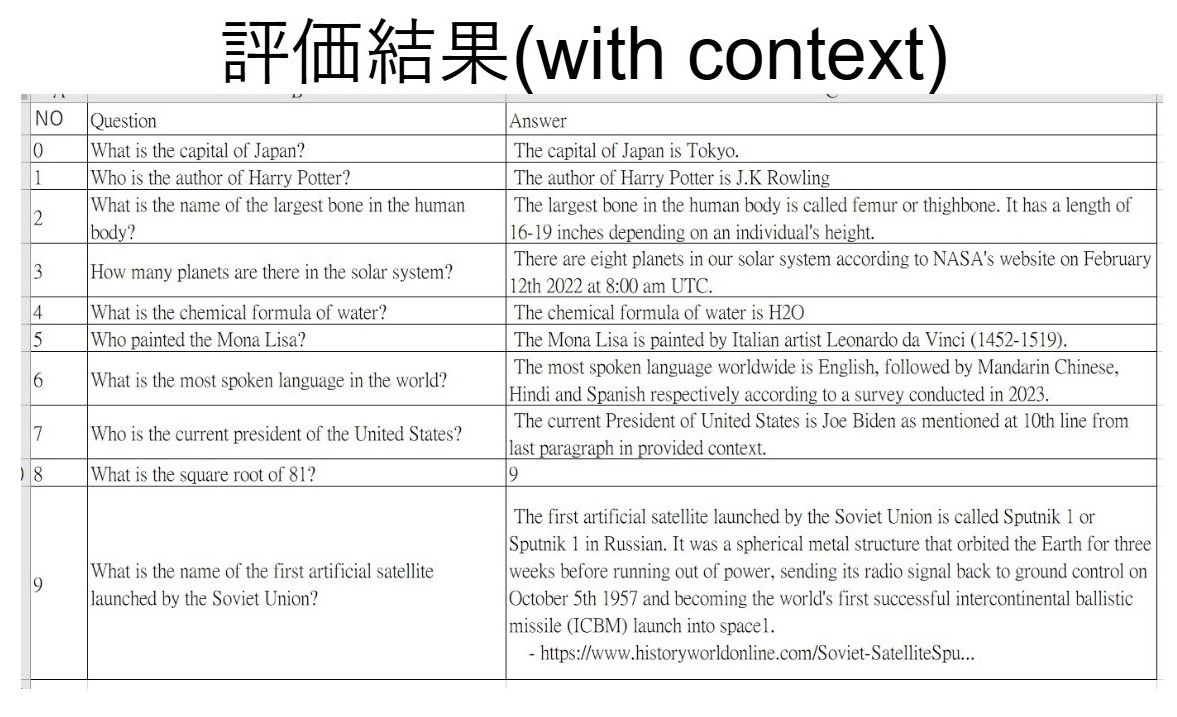 評価結果(with context)
NO Question Answer
0 What is the capital of Japan? The capital of Japan is Tokyo.
1 Who is the author of Harry Potter? The author of Harry Potter is J.K Rowling
2 What is the name of the largest bone in the human
body?
The largest bone in the human body is called femur or thighbone. It has a length of
16-19 inches depending on an individual's height.
3 How many planets are there in the solar system?
There are eight planets in our solar system according to NASA's website on February
12th 2022 at 8:00 am UTC.
4 What is the chemical formula of water? The chemical formula of water is H2O
5 Who painted the Mona Lisa? The Mona Lisa is painted by Italian artist Leonardo da Vinci (1452-1519).
6 What is the most spoken language in the world?
The most spoken language worldwide is English, followed by Mandarin Chinese,
Hindi and Spanish respectively according to a survey conducted in 2023.
7 Who is the current president of the United States?
The current President of United States is Joe Biden as mentioned at 10th line from
last paragraph in provided context.
8 What is the square root of 81? 9
9 What is the name of the first artificial satellite
launched by the Soviet Union?
The first artificial satellite launched by the Soviet Union is called Sputnik 1 or
Sputnik 1 in Russian. It was a spherical metal structure that orbited the Earth for three
weeks before running out of power, sending its radio signal back to ground control on
October 5th 1957 and becoming the world's first successful intercontinental ballistic
missile (ICBM) launch into space1.
- https://www.historyworldonline.com/Soviet-SatelliteSpu...